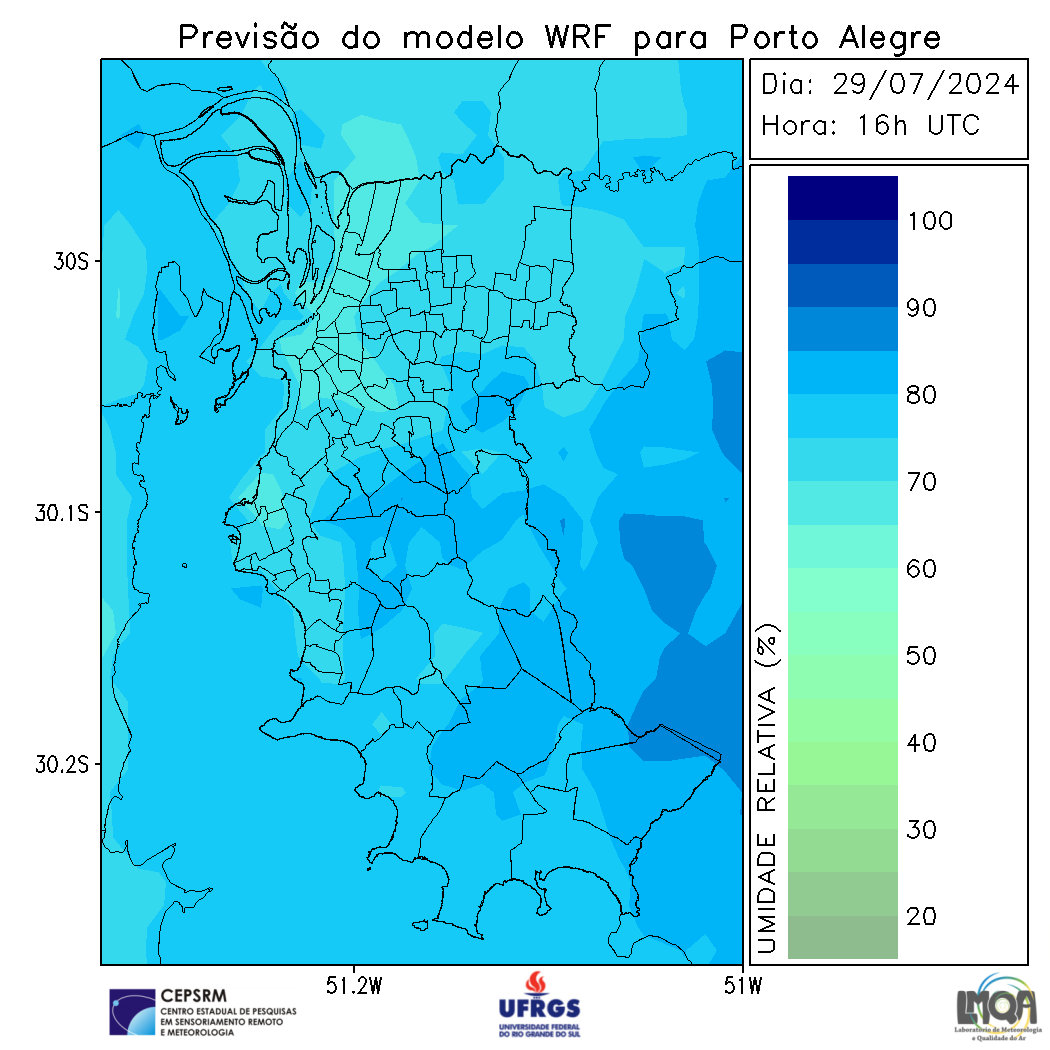 Previsão do modelo WRF para Porto Alegre
Dia: 29/07/2024
Hora: 16h UTC
30S
30.1S
30.2S
51.2W
51W
100
90
80
70
60
50
40
30
20
UMIDADE RELATIVA (%)
CEPSRM
CENTRO ESTADUAL DE PESQUISAS
EM SENSORIAMENTO REMOTO
E METEOROLOGIA
UFRGS
UNIVERSIDADE FEDERAL
DO RIO GRANDE DO SUL
LMQA
Laboratório de Meteorologia
e Qualidade do Ar